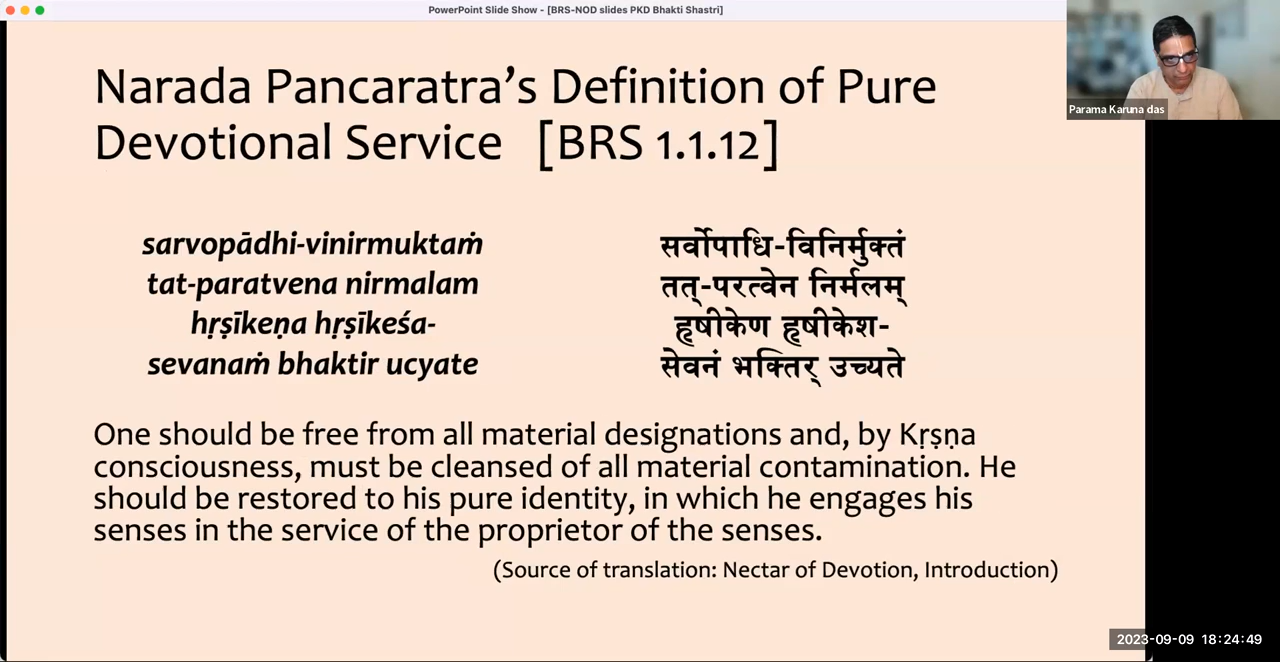 PowerPoint Slide Show - [BRS-NOD slides PKD Bhakti Shastri]
Narada Pancaratra’s Definition of Pure
Devotional Service [BRS 1.1.12]
sarvopādhi-vinirmuktaṁ
tat-paratvena nirmalam
hṛṣīkeṇa hṛṣīkeśa-
sevanaṁ bhaktir ucyate
सर्वोपाधि-विनिर्मुक्तं
तत्-परत्वेन निर्मलम्
हृषीकेण हृषीकेश-
सेवनं भक्तिर् उच्यते
One should be free from all material designations and, by Kṛṣṇa
consciousness, must be cleansed of all material contamination. He
should be restored to his pure identity, in which he engages his
senses in the service of the proprietor of the senses.
(Source of translation: Nectar of Devotion, Introduction)
Parama Karuna das
2023-09-09 18:24:49